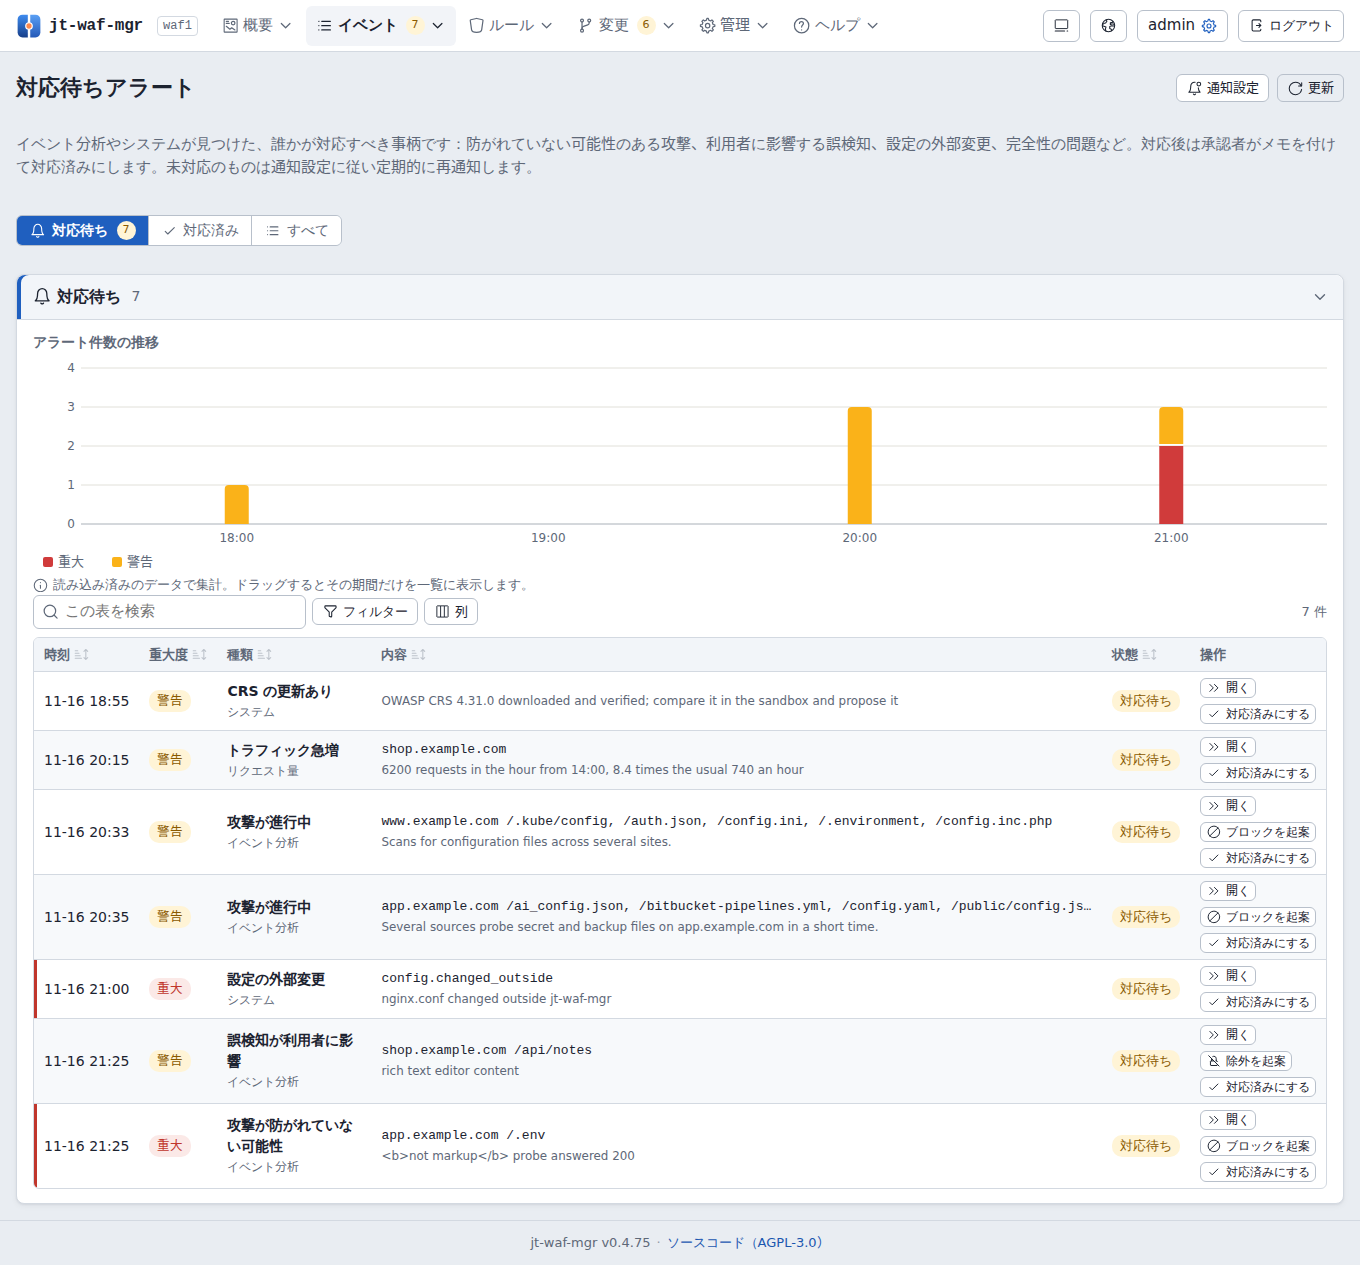 jt-waf-mgr waf1 概要 イベント 7 ルール 変更 6 管理 ヘルプ admin ログアウト
対応待ちアラート
通知設定 更新
イベント分析やシステムが見つけた、誰かが対応すべき事柄です：防がれていない可能性のある攻撃、利用者に影響する誤検知、設定の外部変更、完全性の問題など。対応後は承認者がメモを付け
て対応済みにします。未対応のものは通知設定に従い定期的に再通知します。
対応待ち 7 対応済み すべて
対応待ち 7
アラート件数の推移
4
3
2
1
0
18:00 19:00 20:00 21:00
重大 警告
読み込み済みのデータで集計。ドラッグするとその期間だけを一覧に表示します。
この表を検索 フィルター 列 7 件
時刻 重大度 種類 内容 状態 操作
11-16 18:55 警告 CRS の更新あり システム OWASP CRS 4.31.0 downloaded and verified; compare it in the sandbox and propose it 対応待ち 開く 対応済みにする
11-16 20:15 警告 トラフィック急増 リクエスト量 shop.example.com
6200 requests in the hour from 14:00, 8.4 times the usual 740 an hour 対応待ち 開く 対応済みにする
11-16 20:33 警告 攻撃が進行中 イベント分析 www.example.com /.kube/config, /auth.json, /config.ini, /.environment, /config.inc.php
Scans for configuration files across several sites. 対応待ち 開く ブロックを起案 対応済みにする
11-16 20:35 警告 攻撃が進行中 イベント分析 app.example.com /ai_config.json, /bitbucket-pipelines.yml, /config.yaml, /public/config.js…
Several sources probe secret and backup files on app.example.com in a short time. 対応待ち 開く ブロックを起案 対応済みにする
11-16 21:00 重大 設定の外部変更 システム config.changed_outside
nginx.conf changed outside jt-waf-mgr 対応待ち 開く 対応済みにする
11-16 21:25 警告 誤検知が利用者に影響 イベント分析 shop.example.com /api/notes
rich text editor content 対応待ち 開く 除外を起案 対応済みにする
11-16 21:25 重大 攻撃が防がれていない可能性 イベント分析 app.example.com /.env
<b>not markup</b> probe answered 200 対応待ち 開く ブロックを起案 対応済みにする
jt-waf-mgr v0.4.75 · ソースコード（AGPL-3.0）